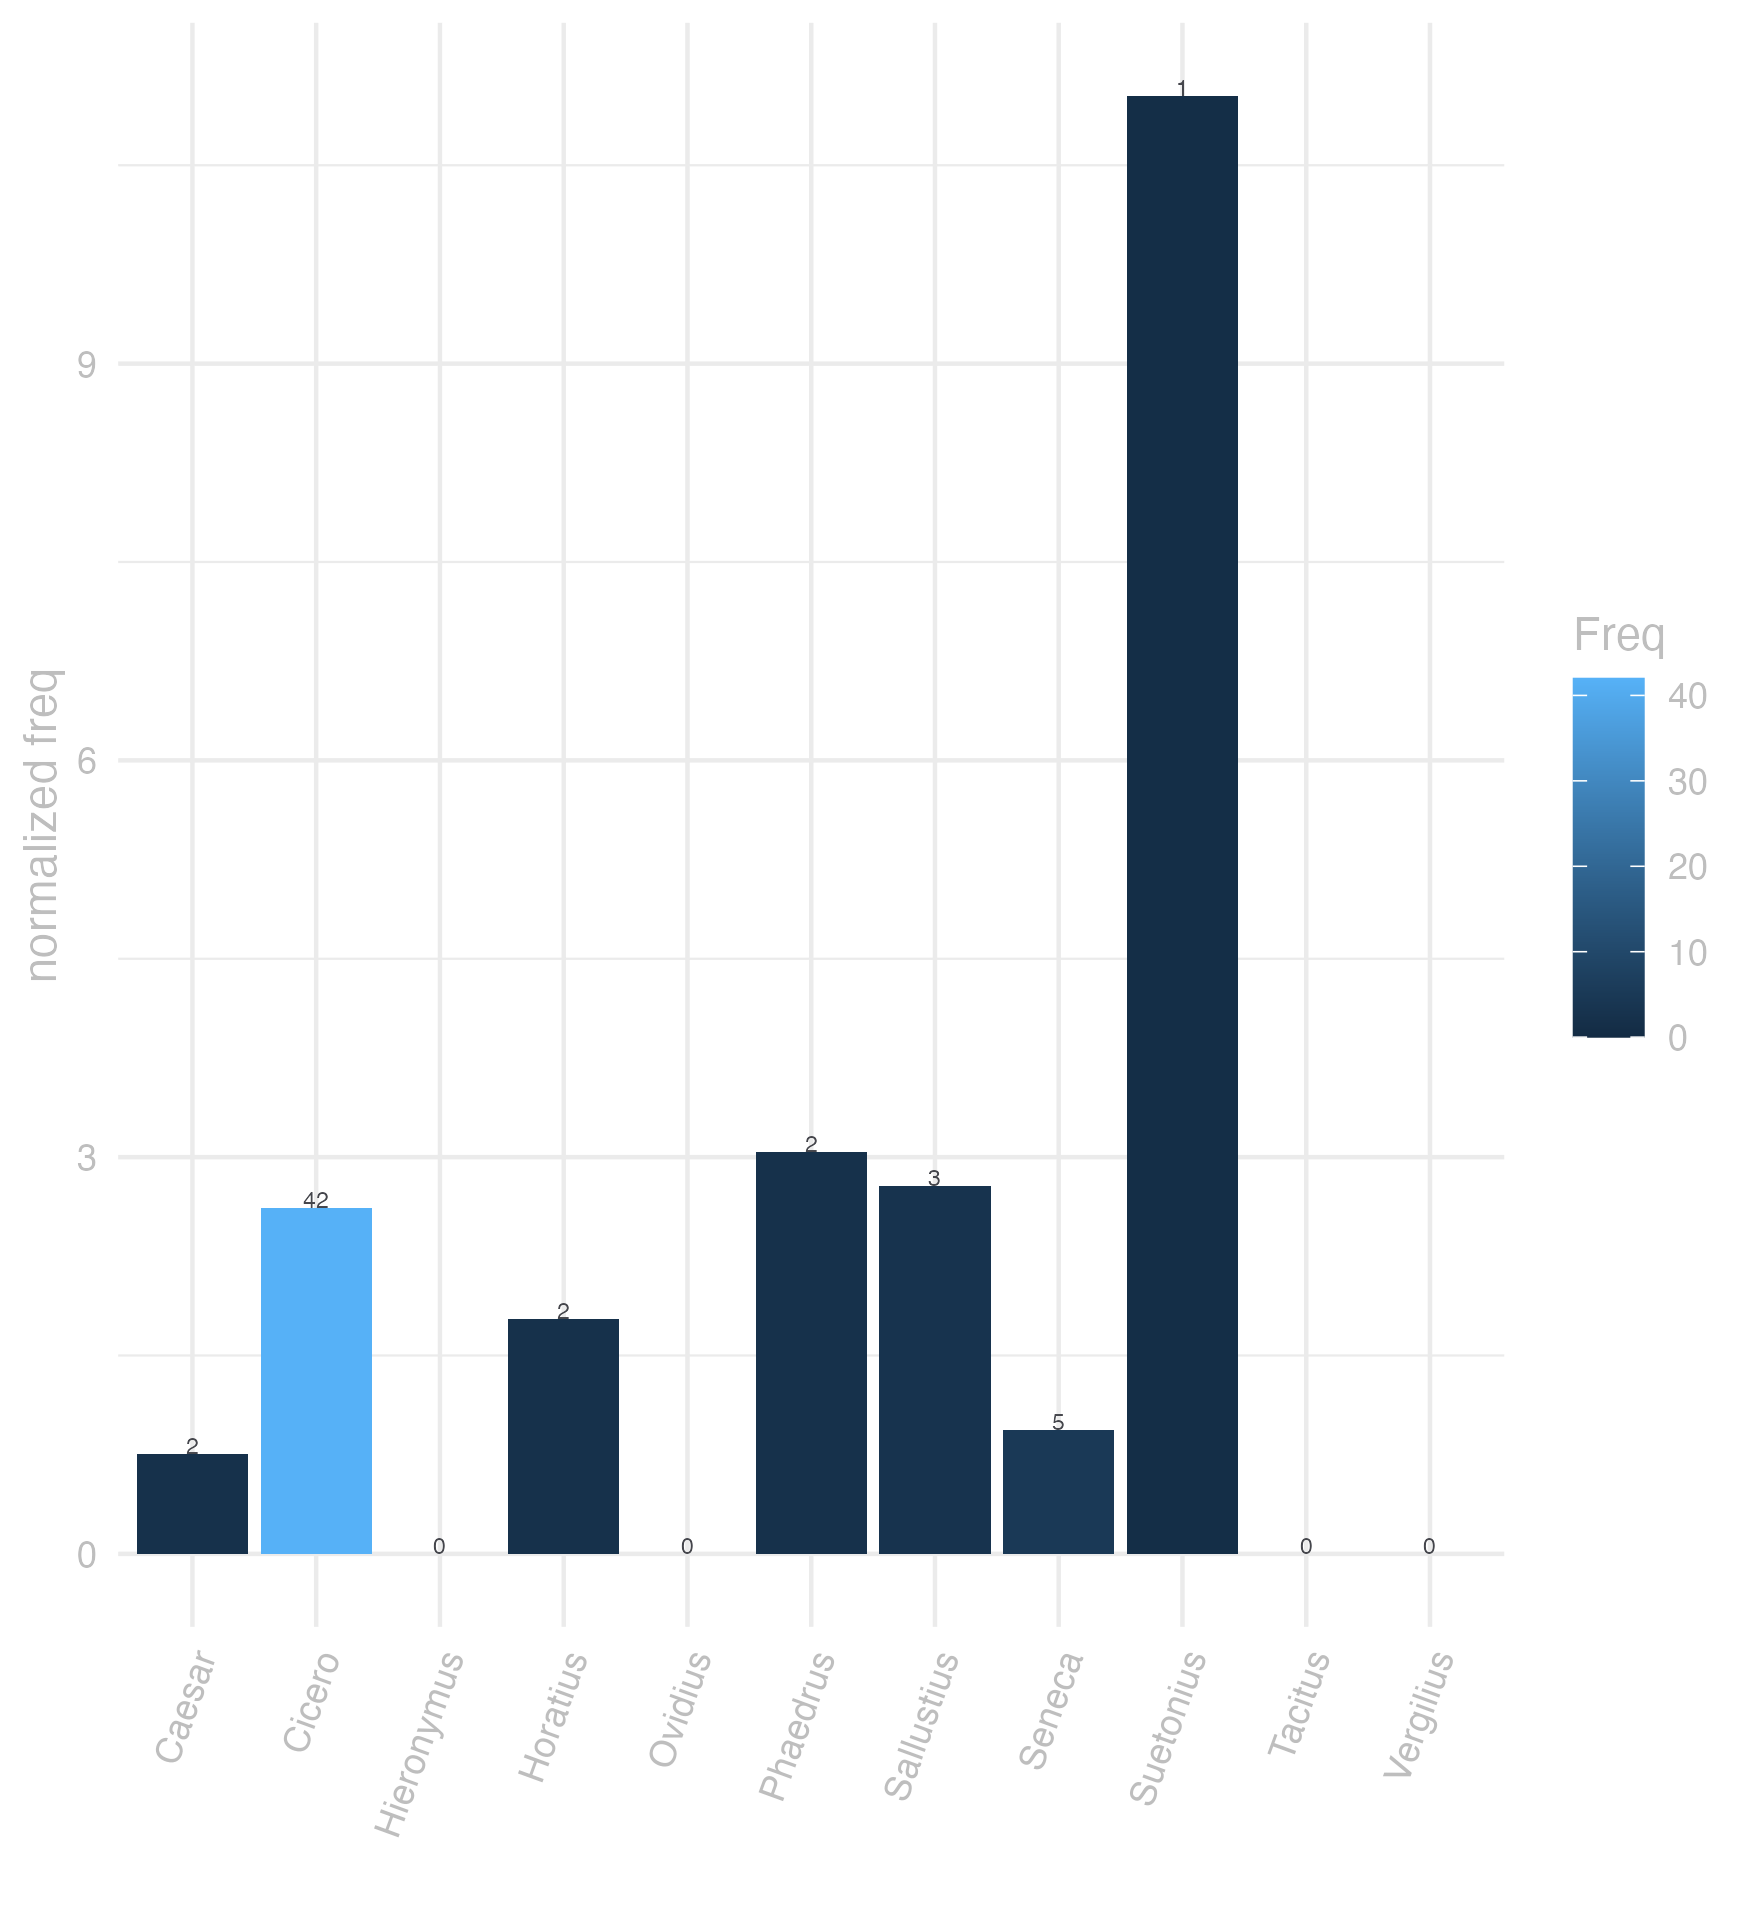 1
9
6
3
0
normalized freq
2
42
0
2
0
2
3
5
0
0
Caesar
Cicero
Hieronymus
Horatius
Ovidius
Phaedrus
Sallustius
Seneca
Suetonius
Tacitus
Vergilius
Freq
40
30
20
10
0